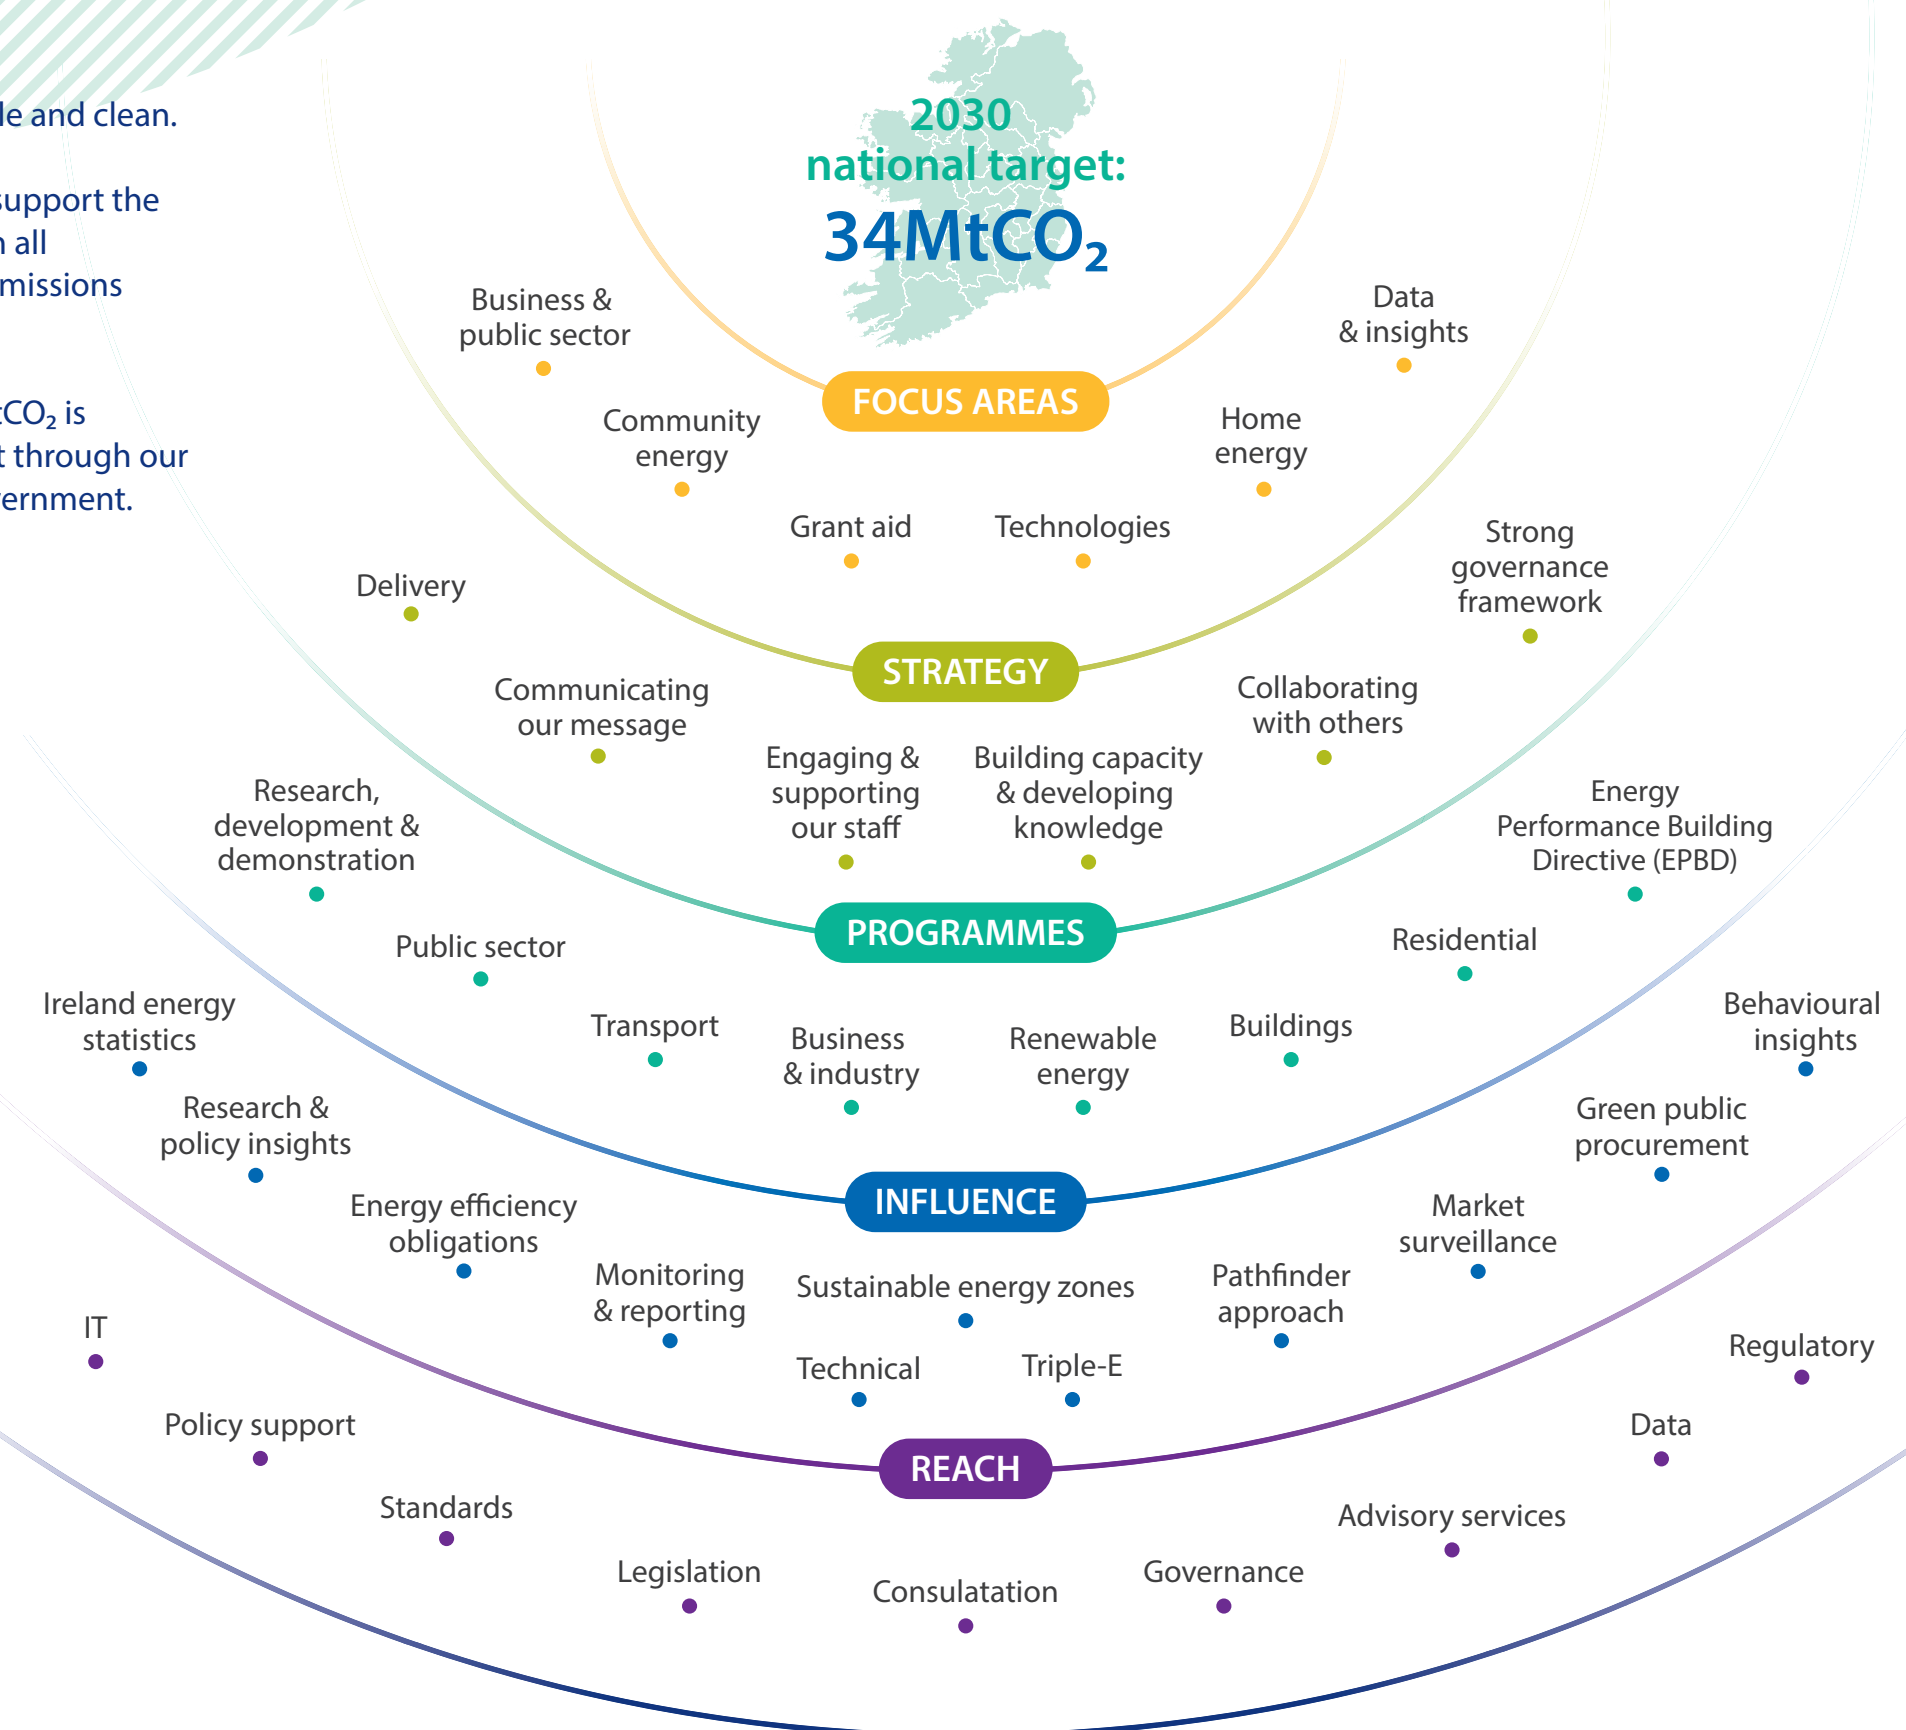 le and clean.
support the
all
missions
CO₂ is
through our
ernment.
2030
national target:
34MtCO₂
FOCUS AREAS
Business &
public sector
Community
energy
Grant aid
Technologies
Home
energy
Data
& insights
STRATEGY
Delivery
Communicating
our message
Engaging &
supporting
our staff
Building capacity
& developing
knowledge
Collaborating
with others
Strong
governance
framework
PROGRAMMES
Research,
development &
demonstration
Public sector
Transport
Business
& industry
Renewable
energy
Buildings
Residential
Energy
Performance Building
Directive (EPBD)
INFLUENCE
Ireland energy
statistics
Research &
policy insights
Energy efficiency
obligations
Monitoring
& reporting
Sustainable energy zones
Technical
Triple-E
Pathfinder
approach
Market
surveillance
Green public
procurement
Behavioural
insights
REACH
IT
Policy support
Standards
Legislation
Consulatation
Governance
Advisory services
Data
Regulatory